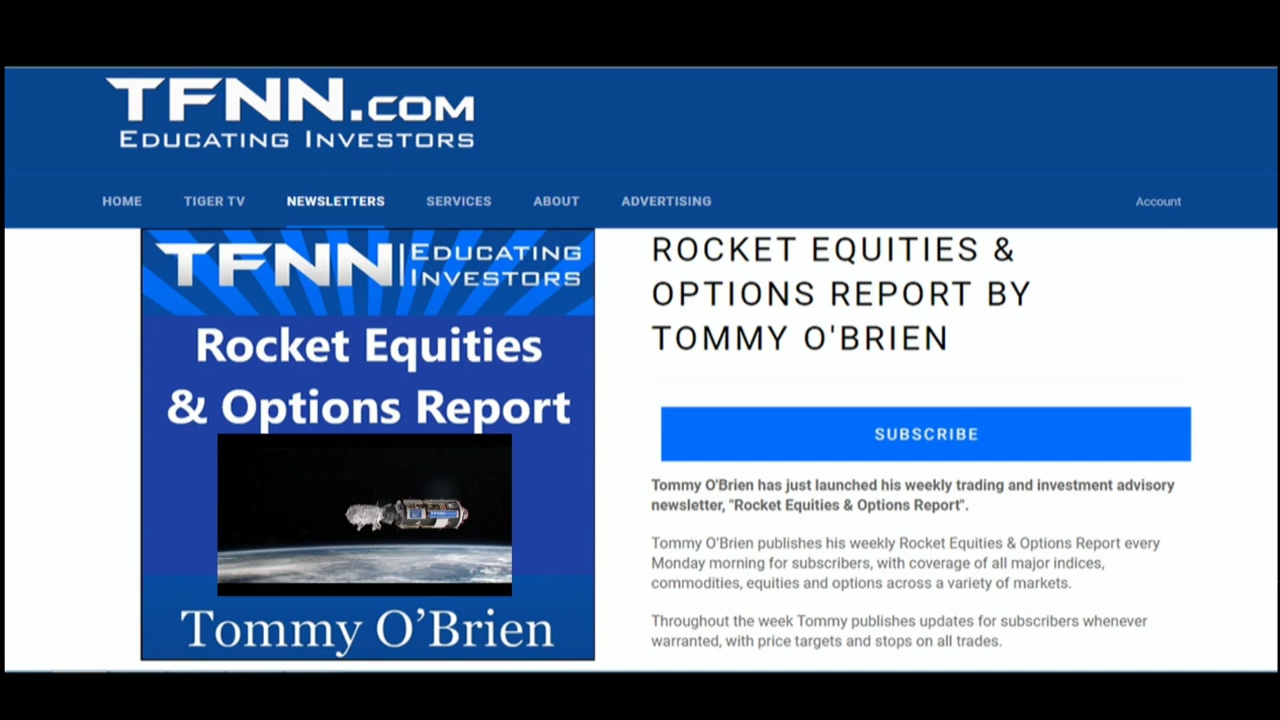 TFNN.COM
EDUCATING INVESTORS
HOME TIGER TV NEWSLETTERS SERVICES ABOUT ADVERTISING Account
TFNN | EDUCATING INVESTORS
Rocket Equities
& Options Report
TFNN
Tommy O'Brien
ROCKET EQUITIES &
OPTIONS REPORT BY
TOMMY O'BRIEN
SUBSCRIBE
Tommy O'Brien has just launched his weekly trading and investment advisory
newsletter, "Rocket Equities & Options Report".
Tommy O'Brien publishes his weekly Rocket Equities & Options Report every
Monday morning for subscribers, with coverage of all major indices,
commodities, equities and options across a variety of markets.
Throughout the week Tommy publishes updates for subscribers whenever
warranted, with price targets and stops on all trades.